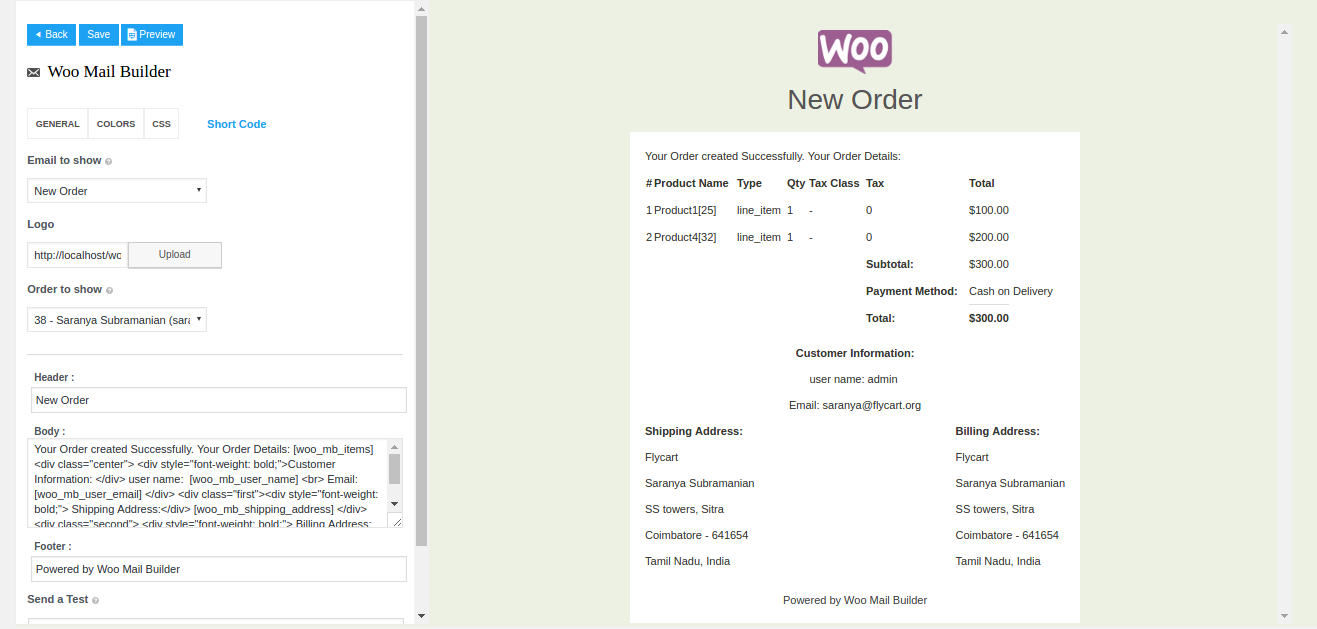 Back Save Preview
Woo Mail Builder
GENERAL COLORS CSS Short Code
Email to show ?
New Order
Logo
http://localhost/wo Upload
Order to show ?
38 - Saranya Subramanian (sara
Header :
New Order
Body :
Your Order created Successfully. Your Order Details: [woo_mb_items]
<div class="center"> <div style="font-weight: bold;">Customer
Information: </div> user name:  [woo_mb_user_name] <br> Email:
[woo_mb_user_email] </div> <div class="first"><div style="font-weight:
bold;"> Shipping Address:</div> [woo_mb_shipping_address] </div>
<div class="second"> <div style="font-weight: bold;"> Billing Address:
Footer :
Powered by Woo Mail Builder
Send a Test ?
WOO
New Order
Your Order created Successfully. Your Order Details:
# Product Name Type Qty Tax Class Tax Total
1 Product1[25] line_item 1 - 0 $100.00
2 Product4[32] line_item 1 - 0 $200.00
Subtotal: $300.00
Payment Method: Cash on Delivery
Total: $300.00
Customer Information:
user name: admin
Email: saranya@flycart.org
Shipping Address: Billing Address:
Flycart Flycart
Saranya Subramanian Saranya Subramanian
SS towers, Sitra SS towers, Sitra
Coimbatore - 641654 Coimbatore - 641654
Tamil Nadu, India Tamil Nadu, India
Powered by Woo Mail Builder